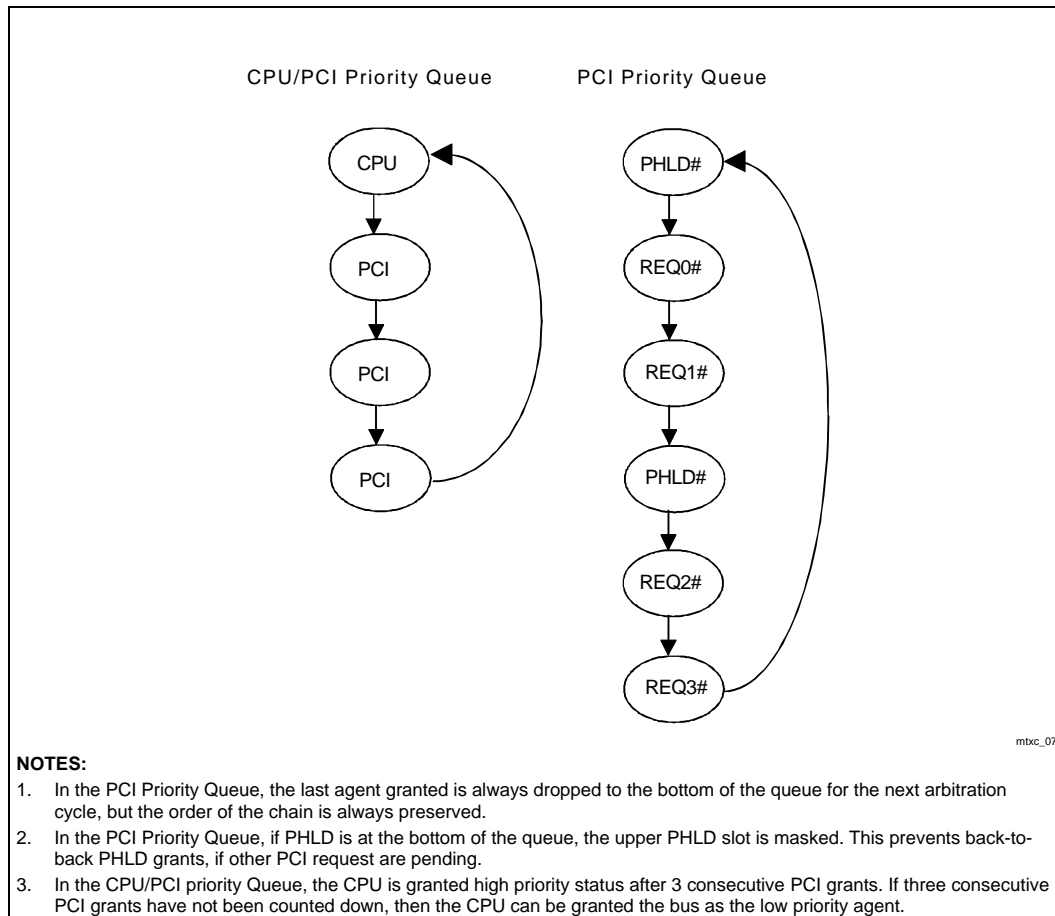 CPU/PCI Priority Queue
CPU
PCI
PCI
PCI
PCI Priority Queue
PHLD#
REQ0#
REQ1#
PHLD#
REQ2#
REQ3#
mtxc_07
NOTES:
1. In the PCI Priority Queue, the last agent granted is always dropped to the bottom of the queue for the next arbitration
cycle, but the order of the chain is always preserved.
2. In the PCI Priority Queue, if PHLD is at the bottom of the queue, the upper PHLD slot is masked. This prevents back-to-
back PHLD grants, if other PCI request are pending.
3. In the CPU/PCI priority Queue, the CPU is granted high priority status after 3 consecutive PCI grants. If three consecutive
PCI grants have not been counted down, then the CPU can be granted the bus as the low priority agent.